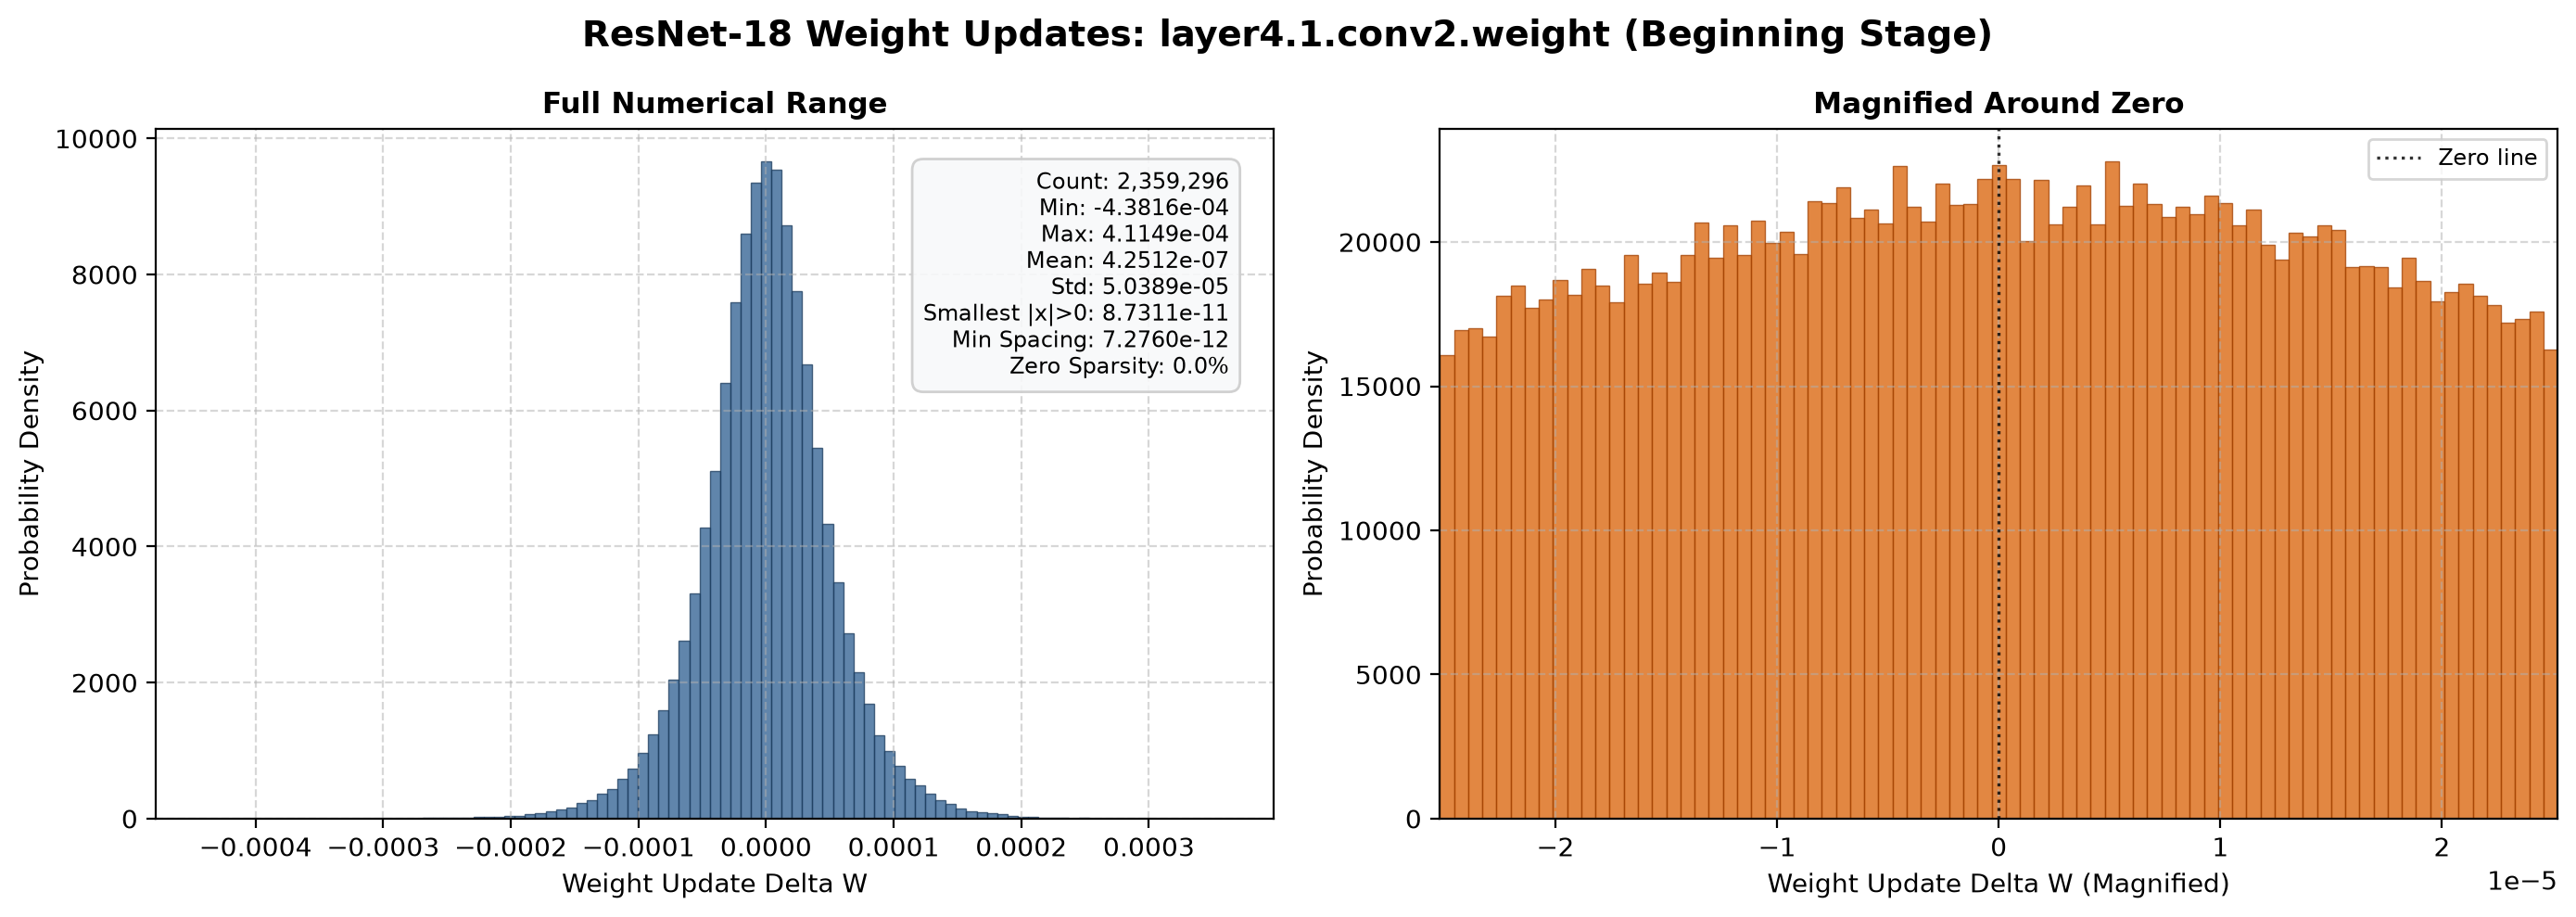 ResNet-18 Weight Updates: layer4.1.conv2.weight (Beginning Stage)
Full Numerical Range
10000
8000
6000
4000
2000
0
Probability Density
Count: 2,359,296
Min: -4.3816e-04
Max: 4.1149e-04
Mean: 4.2512e-07
Std: 5.0389e-05
Smallest |x|>0: 8.7311e-11
Min Spacing: 7.2760e-12
Zero Sparsity: 0.0%
−0.0004 −0.0003 −0.0002 −0.0001 0.0000 0.0001 0.0002 0.0003
Weight Update Delta W
Magnified Around Zero
Zero line
20000
15000
10000
5000
0
Probability Density
−2 −1 0 1 2
1e−5
Weight Update Delta W (Magnified)